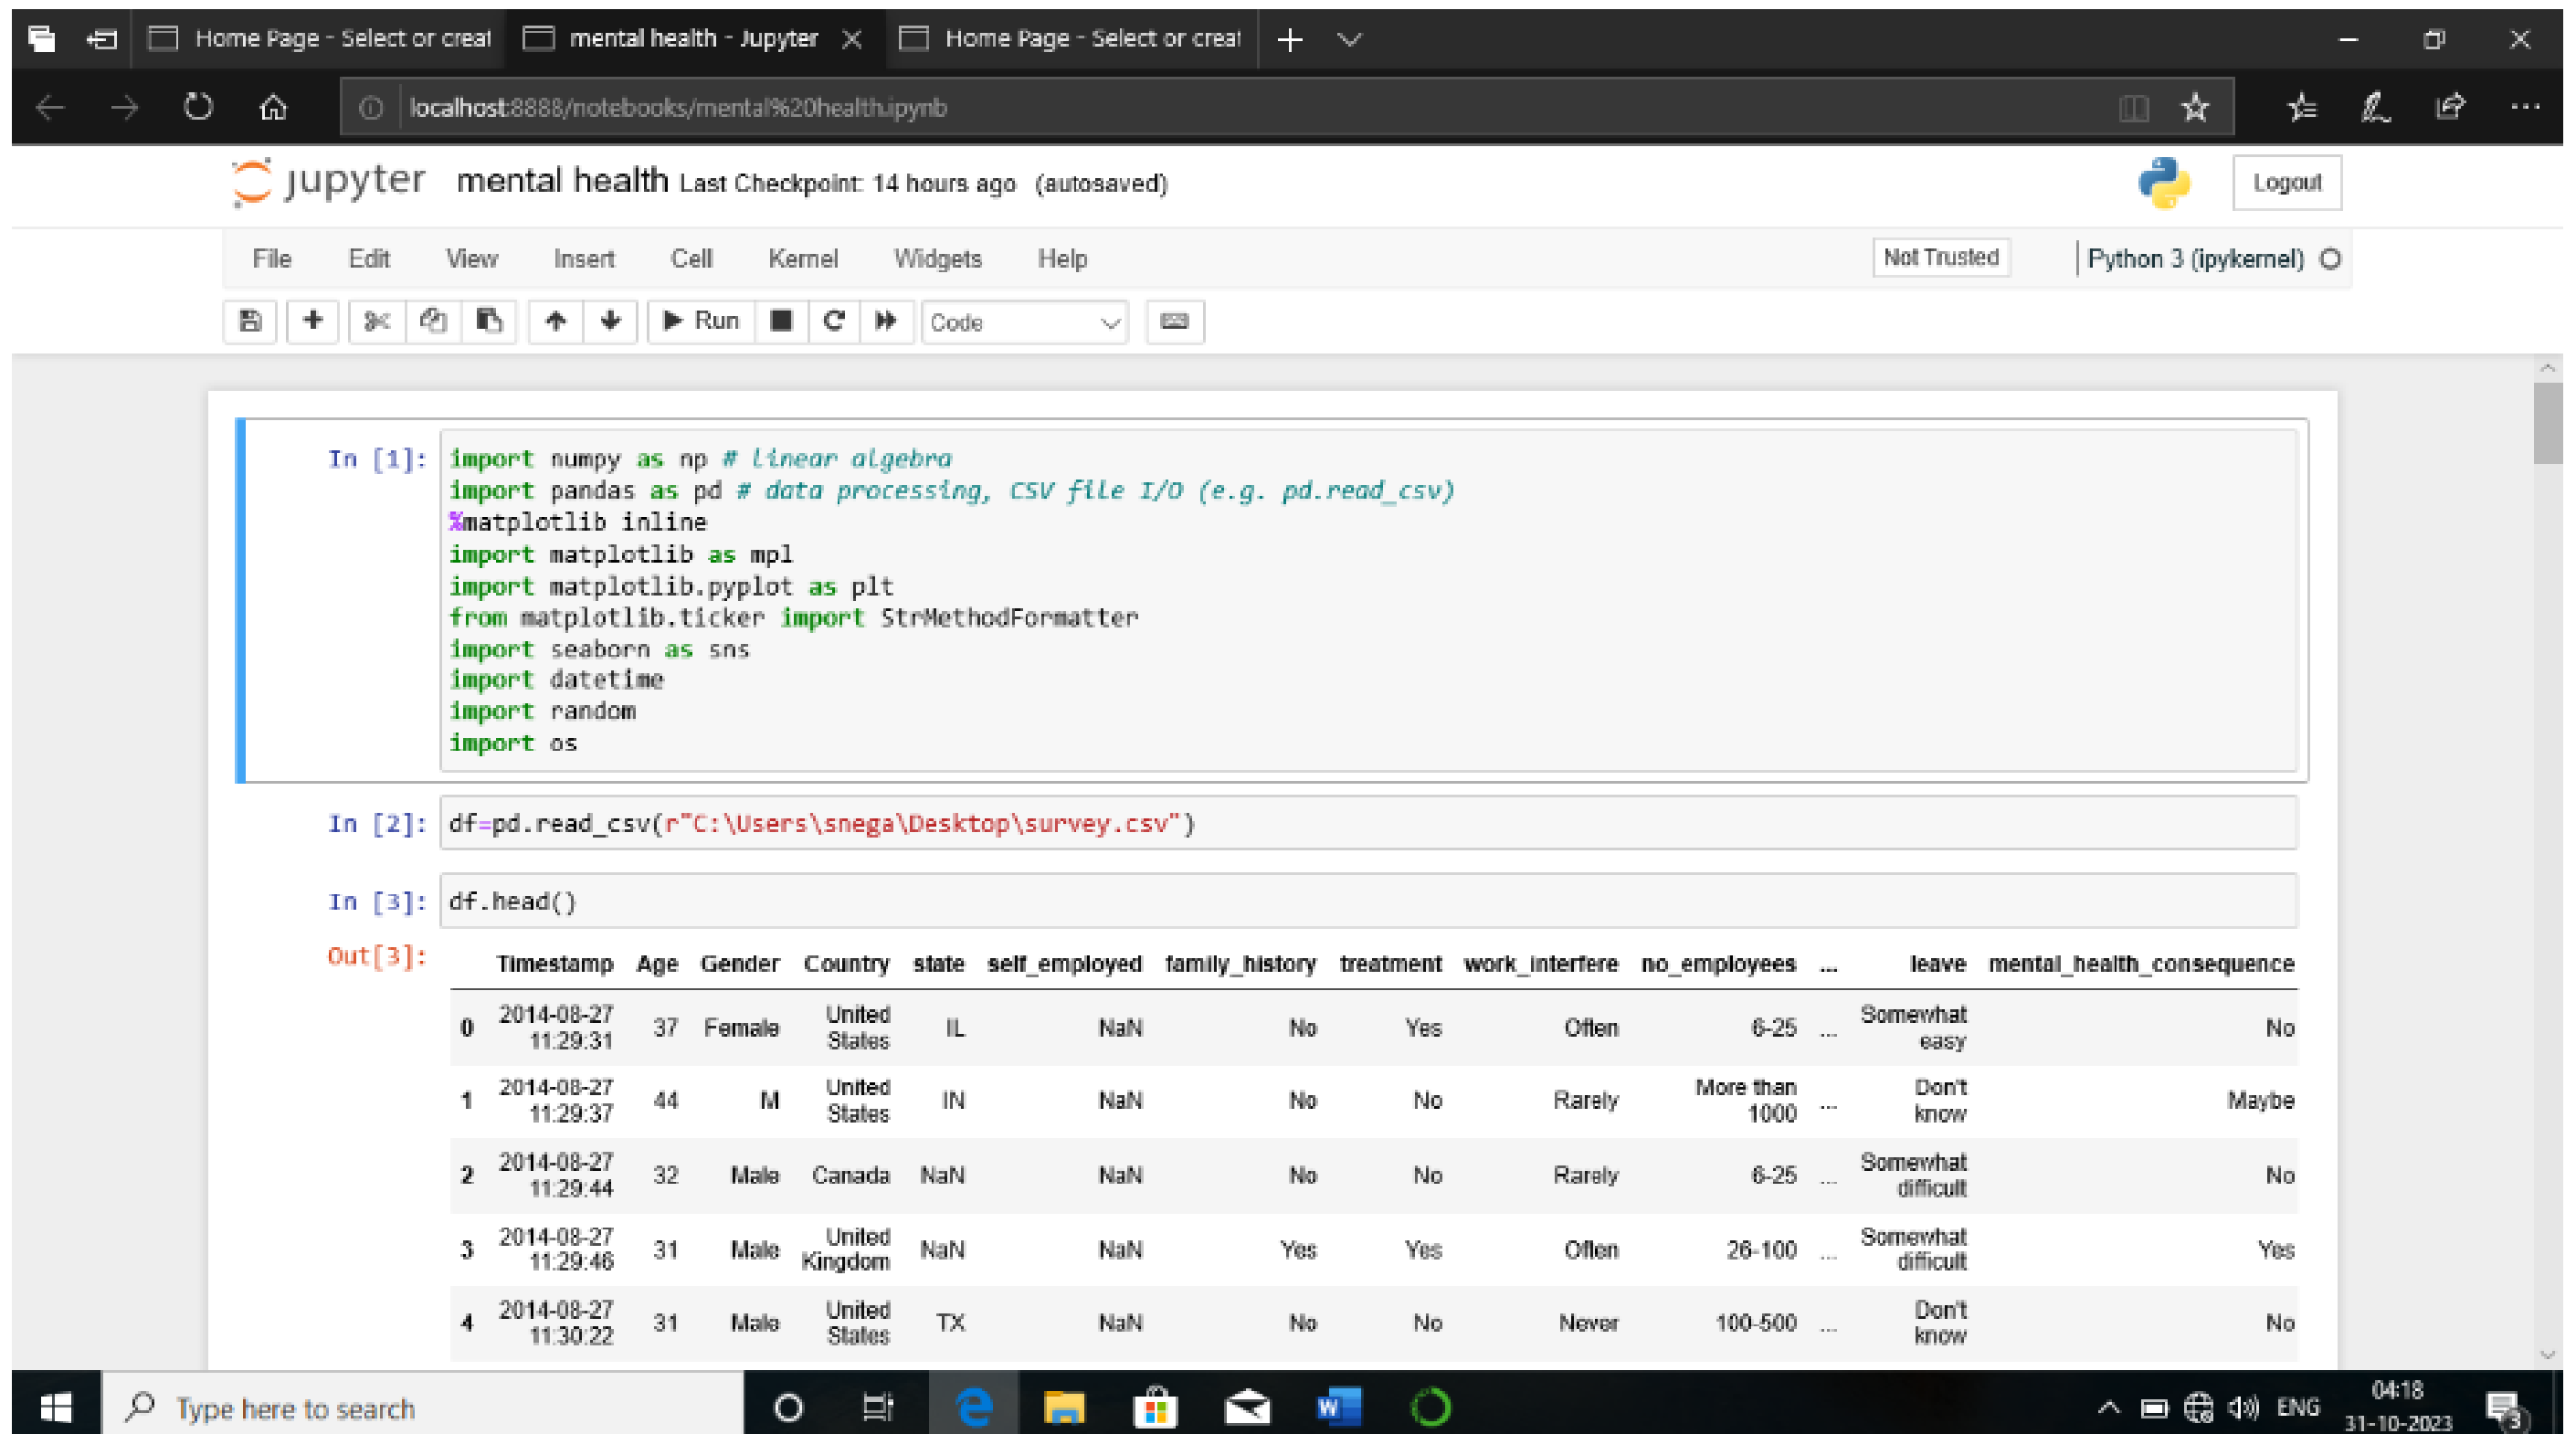 Home Page - Select or creat
mental health - Jupyter
Home Page - Select or creat
localhost:8888/notebooks/mental%20health.ipynb
jupyter mental health Last Checkpoint: 14 hours ago (autosaved)
Logout
File Edit View Insert Cell Kernel Widgets Help
Not Trusted
Python 3 (ipykernel)
Run
Code
In [1]: import numpy as np # linear algebra
import pandas as pd # data processing, CSV file I/O (e.g. pd.read_csv)
%matplotlib inline
import matplotlib as mpl
import matplotlib.pyplot as plt
from matplotlib.ticker import StrMethodFormatter
import seaborn as sns
import datetime
import random
import os
In [2]: df=pd.read_csv(r"C:\Users\snega\Desktop\survey.csv")
In [3]: df.head()
Out[3]:
Timestamp Age Gender Country state self_employed family_history treatment work_interfere no_employees ... leave mental_health_consequence
0 2014-08-27 11:29:31 37 Female United States IL NaN No Yes Often 6-25 ... Somewhat easy No
1 2014-08-27 11:29:37 44 M United States IN NaN No No Rarely More than 1000 ... Don't know Maybe
2 2014-08-27 11:29:44 32 Male Canada NaN NaN No No Rarely 6-25 ... Somewhat difficult No
3 2014-08-27 11:29:46 31 Male United Kingdom NaN NaN Yes Yes Often 26-100 ... Somewhat difficult Yes
4 2014-08-27 11:30:22 31 Male United States TX NaN No No Never 100-500 ... Don't know No
Type here to search
W
ENG
04:18
31-10-2023
3